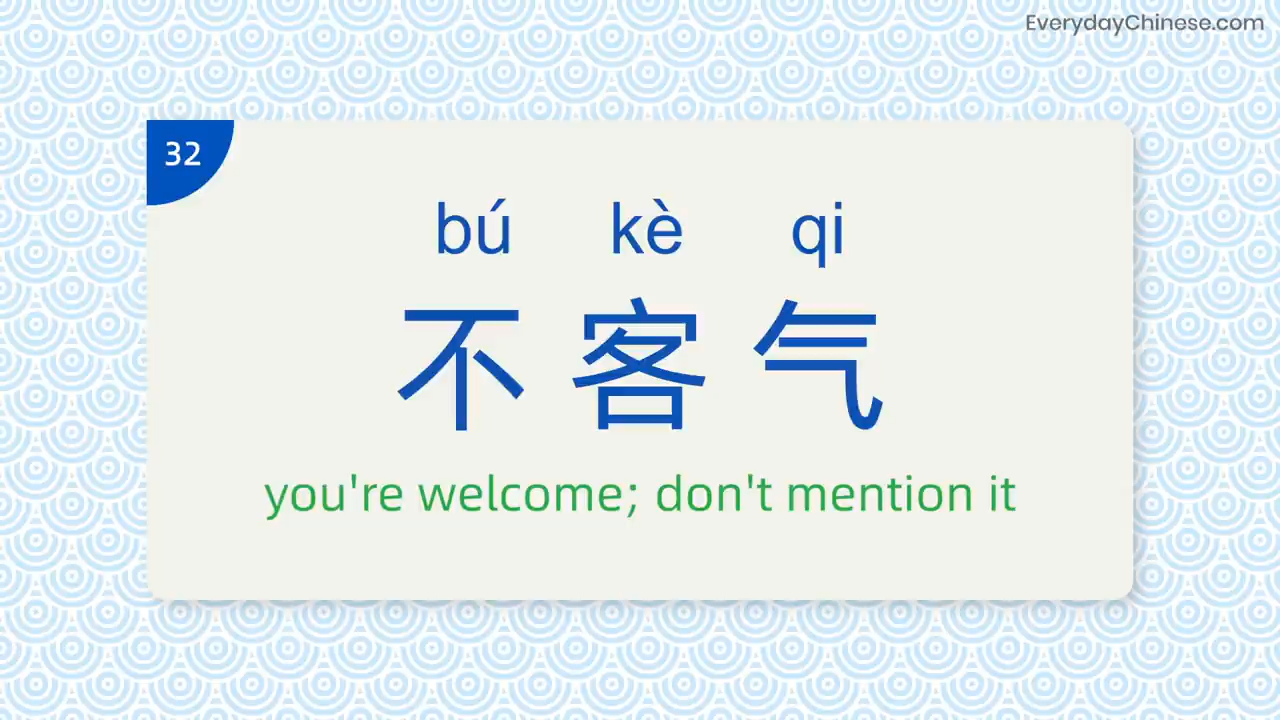 EverydayChinese.com
32
bú kè qi
不客气
you're welcome; don't mention it